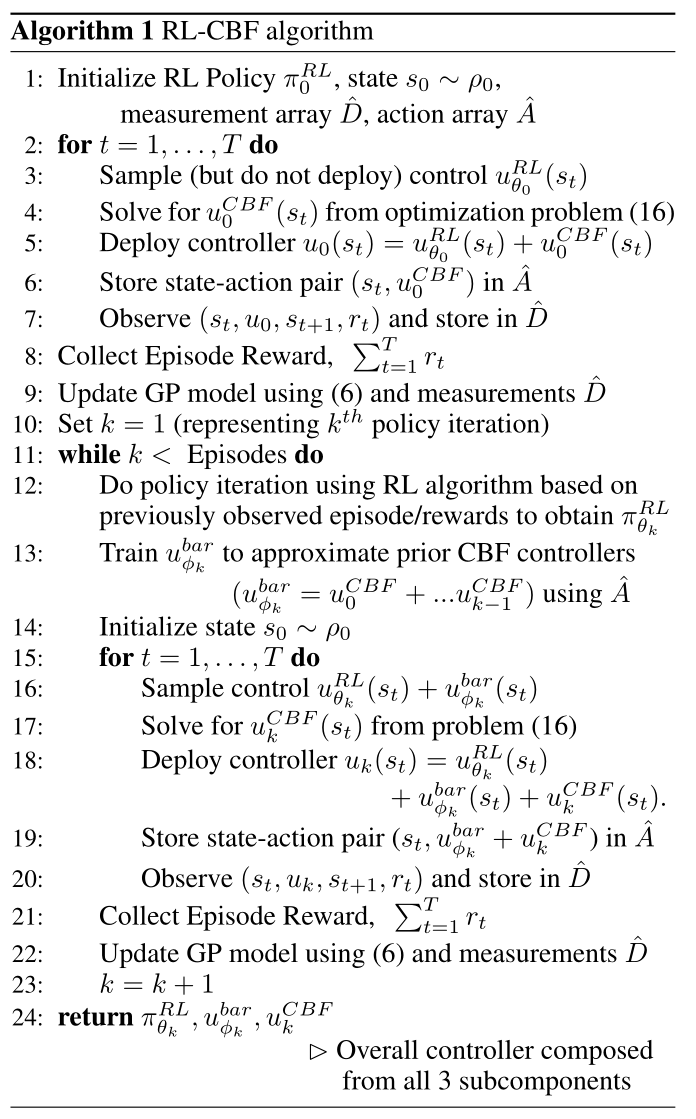 Algorithm 1 RL-CBF algorithm
1: Initialize RL Policy $\pi_0^{RL}$, state $s_0 \sim \rho_0$,
measurement array $\hat{D}$, action array $\hat{A}$
2: for $t = 1, \ldots, T$ do
3: Sample (but do not deploy) control $u_{\theta_0}^{RL}(s_t)$
4: Solve for $u_0^{CBF}(s_t)$ from optimization problem (16)
5: Deploy controller $u_0(s_t) = u_{\theta_0}^{RL}(s_t) + u_0^{CBF}(s_t)$
6: Store state-action pair $(s_t, u_0^{CBF})$ in $\hat{A}$
7: Observe $(s_t, u_0, s_{t+1}, r_t)$ and store in $\hat{D}$
8: Collect Episode Reward, $\sum_{t=1}^{T} r_t$
9: Update GP model using (6) and measurements $\hat{D}$
10: Set $k = 1$ (representing $k^{th}$ policy iteration)
11: while $k <$ Episodes do
12: Do policy iteration using RL algorithm based on
previously observed episode/rewards to obtain $\pi_{\theta_k}^{RL}$
13: Train $u_{\phi_k}^{bar}$ to approximate prior CBF controllers
$(u_{\phi_k}^{bar} = u_0^{CBF} + ...u_{k-1}^{CBF})$ using $\hat{A}$
14: Initialize state $s_0 \sim \rho_0$
15: for $t = 1, \ldots, T$ do
16: Sample control $u_{\theta_k}^{RL}(s_t) + u_{\phi_k}^{bar}(s_t)$
17: Solve for $u_k^{CBF}(s_t)$ from problem (16)
18: Deploy controller $u_k(s_t) = u_{\theta_k}^{RL}(s_t)$
$+ u_{\phi_k}^{bar}(s_t) + u_k^{CBF}(s_t)$.
19: Store state-action pair $(s_t, u_{\phi_k}^{bar} + u_k^{CBF})$ in $\hat{A}$
20: Observe $(s_t, u_k, s_{t+1}, r_t)$ and store in $\hat{D}$
21: Collect Episode Reward, $\sum_{t=1}^{T} r_t$
22: Update GP model using (6) and measurements $\hat{D}$
23: $k = k + 1$
24: return $\pi_{\theta_k}^{RL}, u_{\phi_k}^{bar}, u_k^{CBF}$
▷ Overall controller composed
from all 3 subcomponents